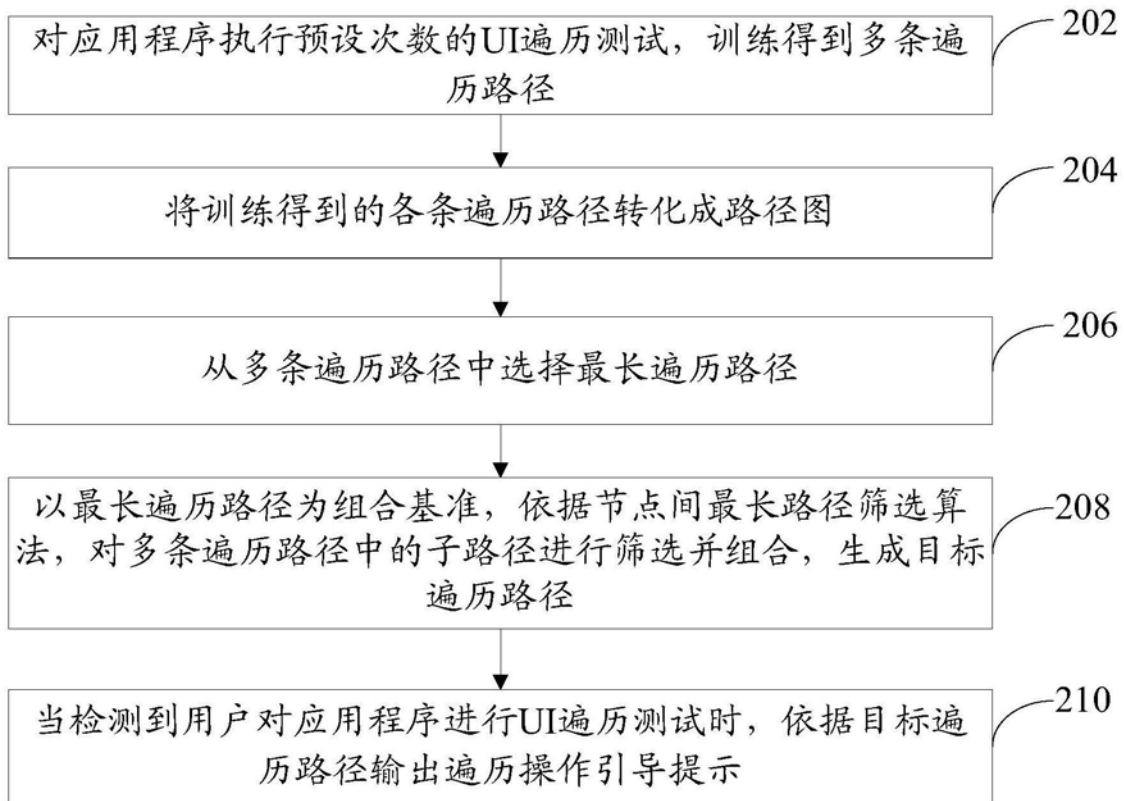 对应用程序执行预设次数的UI遍历测试，训练得到多条遍
历路径
202
将训练得到的各条遍历路径转化成路径图
204
从多条遍历路径中选择最长遍历路径
206
以最长遍历路径为组合基准，依据节点间最长路径筛选算
法，对多条遍历路径中的子路径进行筛选并组合，生成目标
遍历路径
208
当检测到用户对应用程序进行UI遍历测试时，依据目标遍
历路径输出遍历操作引导提示
210